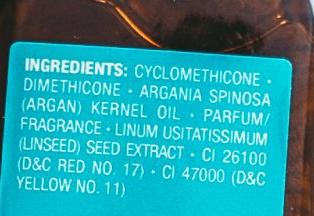 INGREDIENTS: CYCLOMETHICONE •
DIMETHICONE • ARGANIA SPINOSA
(ARGAN) KERNEL OIL • PARFUM/
FRAGRANCE • LINUM USITATISSIMUM
(LINSEED) SEED EXTRACT • CI 26100
(D&C RED NO. 17) • CI 47000 (D&C
YELLOW NO. 11)